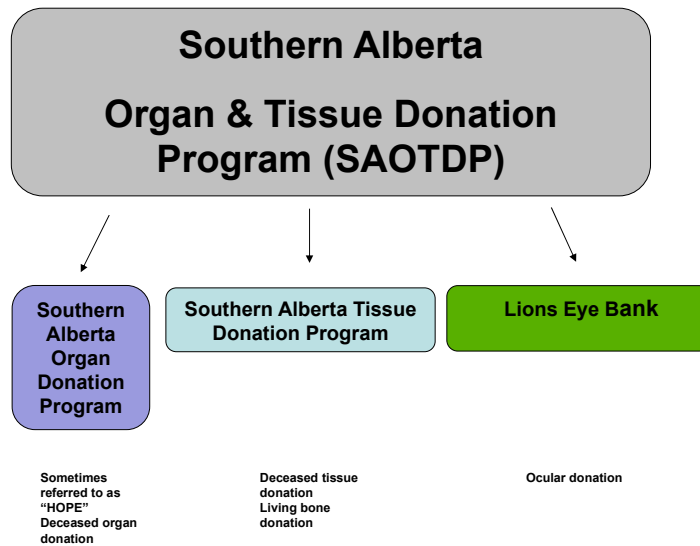 Southern Alberta
Organ & Tissue Donation
Program (SAOTDP)
Southern
Alberta
Organ
Donation
Program
Southern Alberta Tissue
Donation Program
Lions Eye Bank
Sometimes
referred to as
“HOPE”
Deceased organ
donation
Deceased tissue
donation
Living bone
donation
Ocular donation